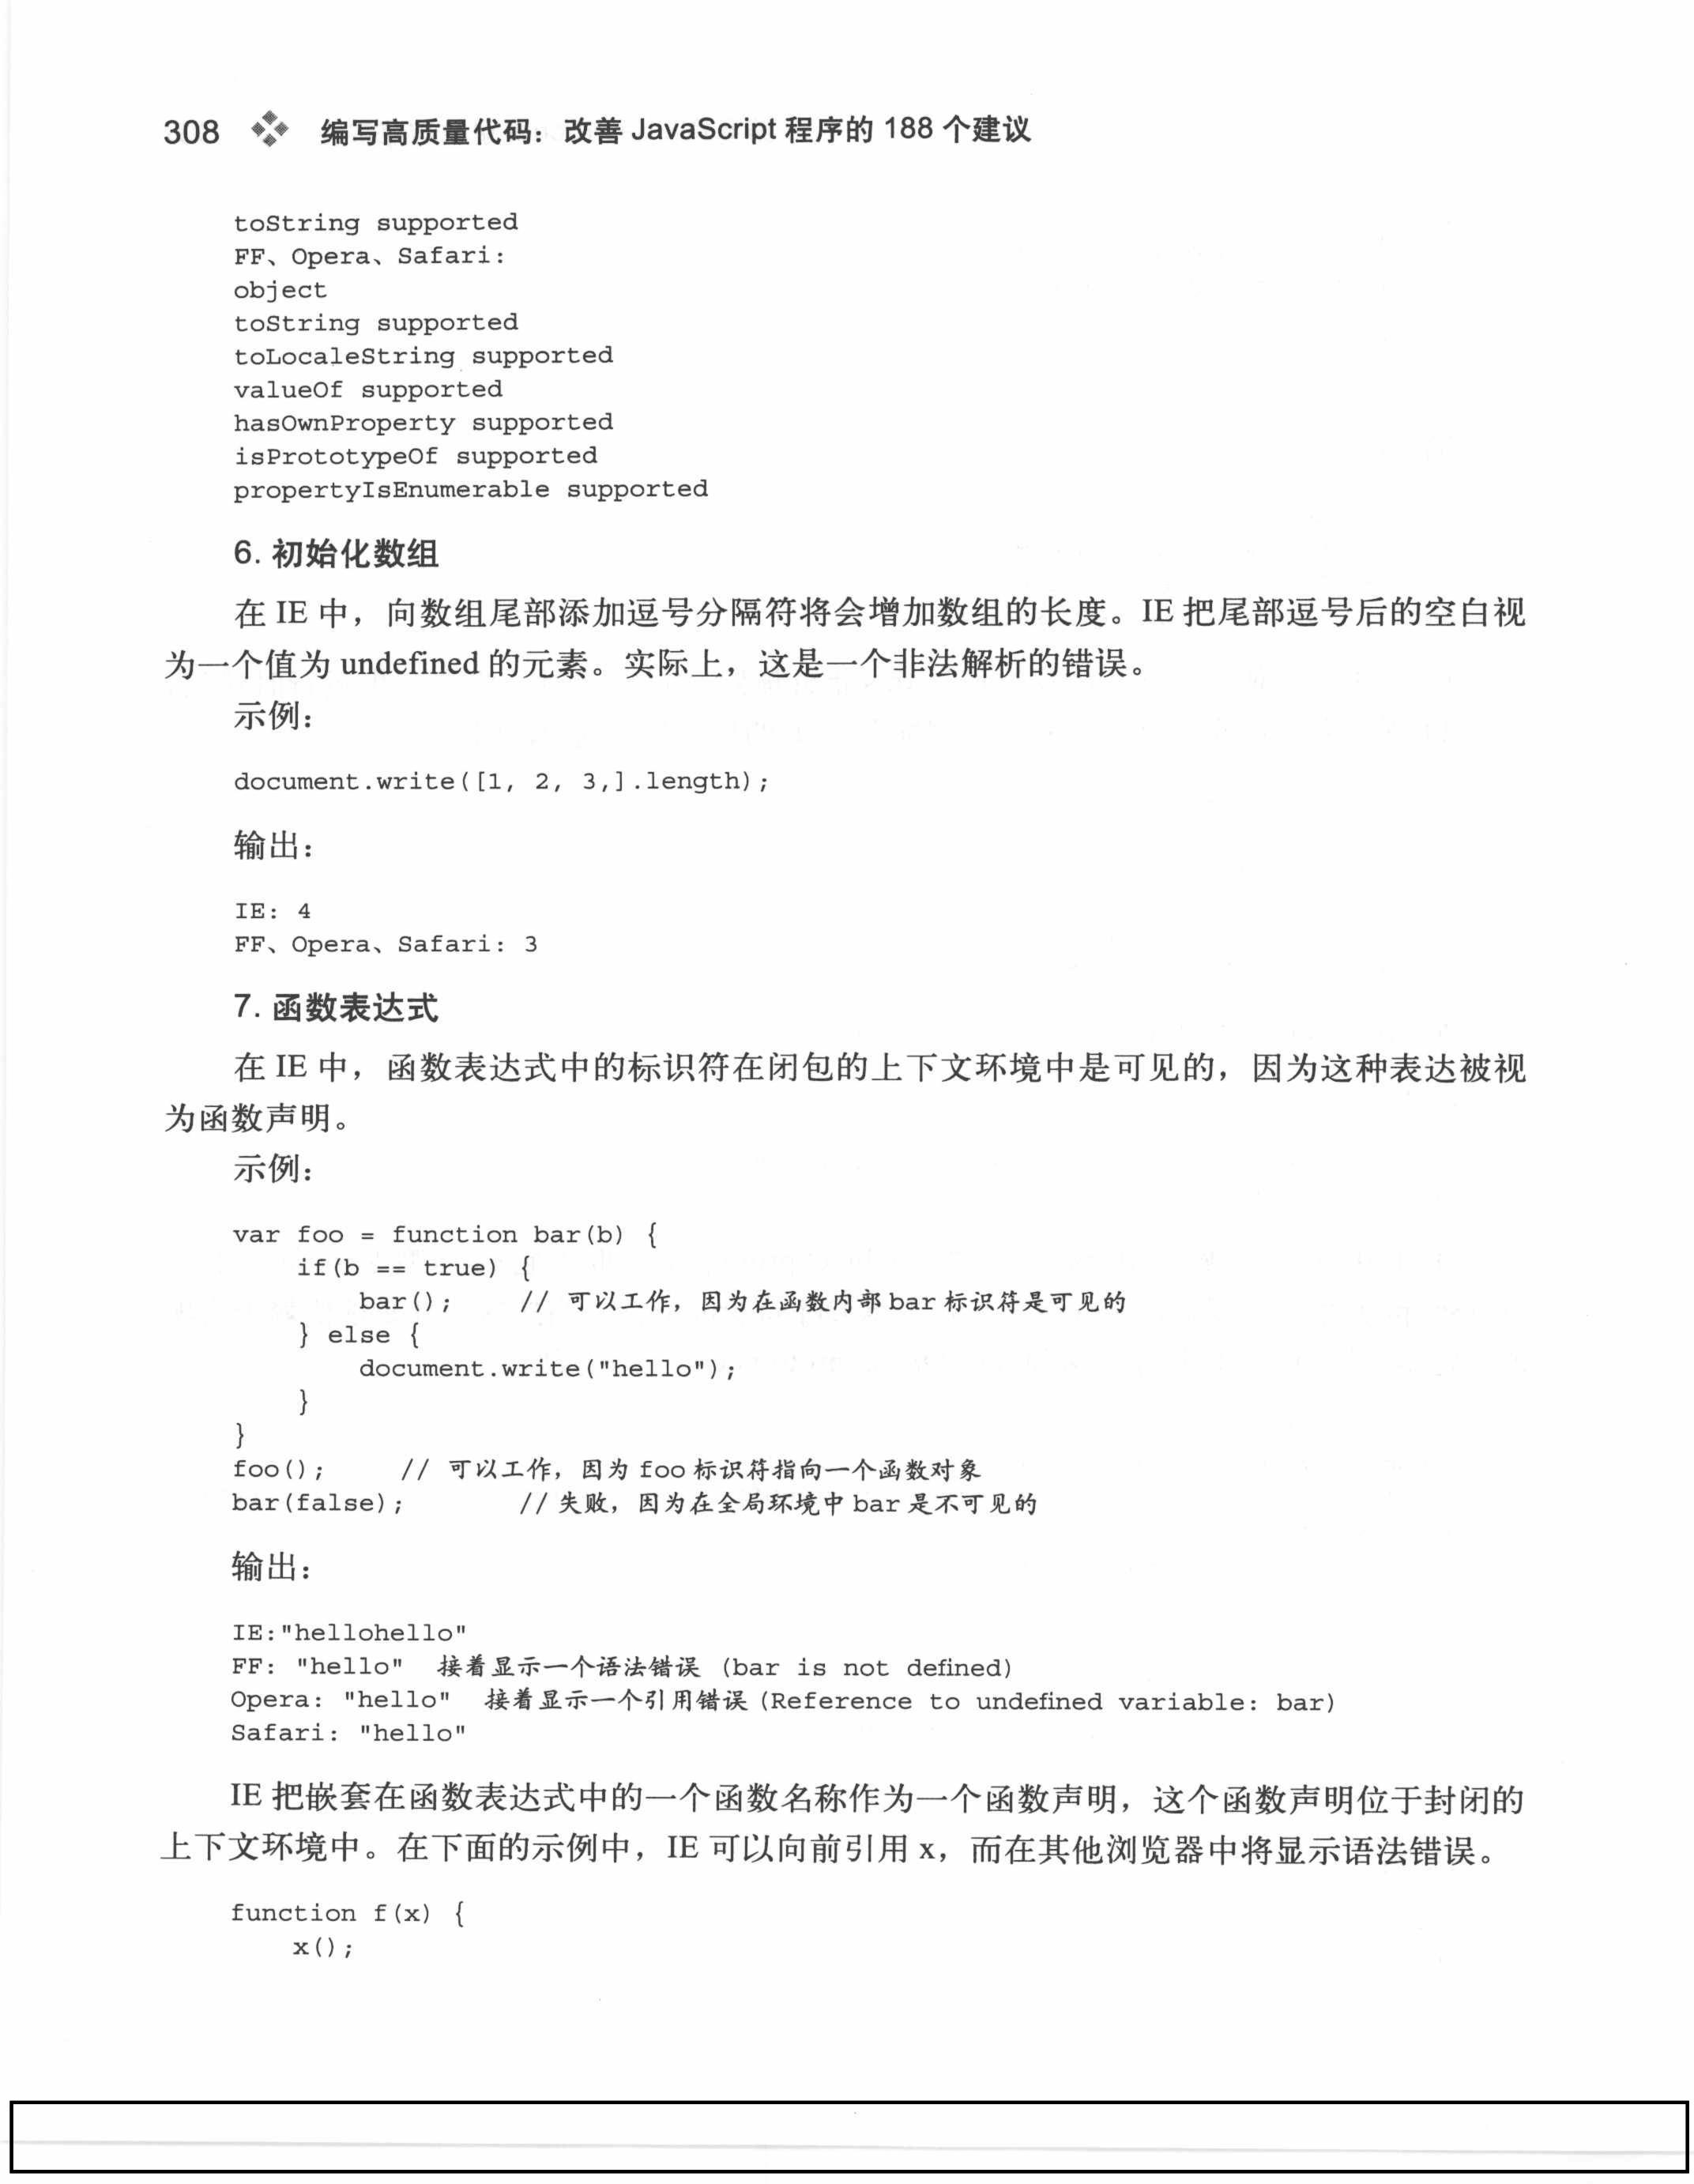 308 编写高质量代码：改善 JavaScript 程序的 188 个建议
toString supported
FF、Opera、Safari:
object
toString supported
toLocaleString supported
valueOf supported
hasOwnProperty supported
isPrototypeOf supported
propertyIsEnumerable supported
6. 初始化数组
在 IE 中，向数组尾部添加逗号分隔符将会增加数组的长度。IE 把尾部逗号后的空白视
为一个值为 undefined 的元素。实际上，这是一个非法解析的错误。
示例：
document.write([1, 2, 3,].length);
输出：
IE: 4
FF、Opera、Safari: 3
7. 函数表达式
在 IE 中，函数表达式中的标识符在闭包的上下文环境中是可见的，因为这种表达被视
为函数声明。
示例：
var foo = function bar(b) {
    if(b == true) {
        bar();    // 可以工作，因为在函数内部 bar 标识符是可见的
    } else {
        document.write("hello");
    }
}
foo();    // 可以工作，因为 foo 标识符指向一个函数对象
bar(false);    // 失败，因为在全局环境中 bar 是不可见的
输出：
IE:"hellohello"
FF: "hello"  接着显示一个语法错误 (bar is not defined)
Opera: "hello"  接着显示一个引用错误 (Reference to undefined variable: bar)
Safari: "hello"
IE 把嵌套在函数表达式中的一个函数名称作为一个函数声明，这个函数声明位于封闭的
上下文环境中。在下面的示例中，IE 可以向前引用 x，而在其他浏览器中将显示语法错误。
function f(x) {
    x();